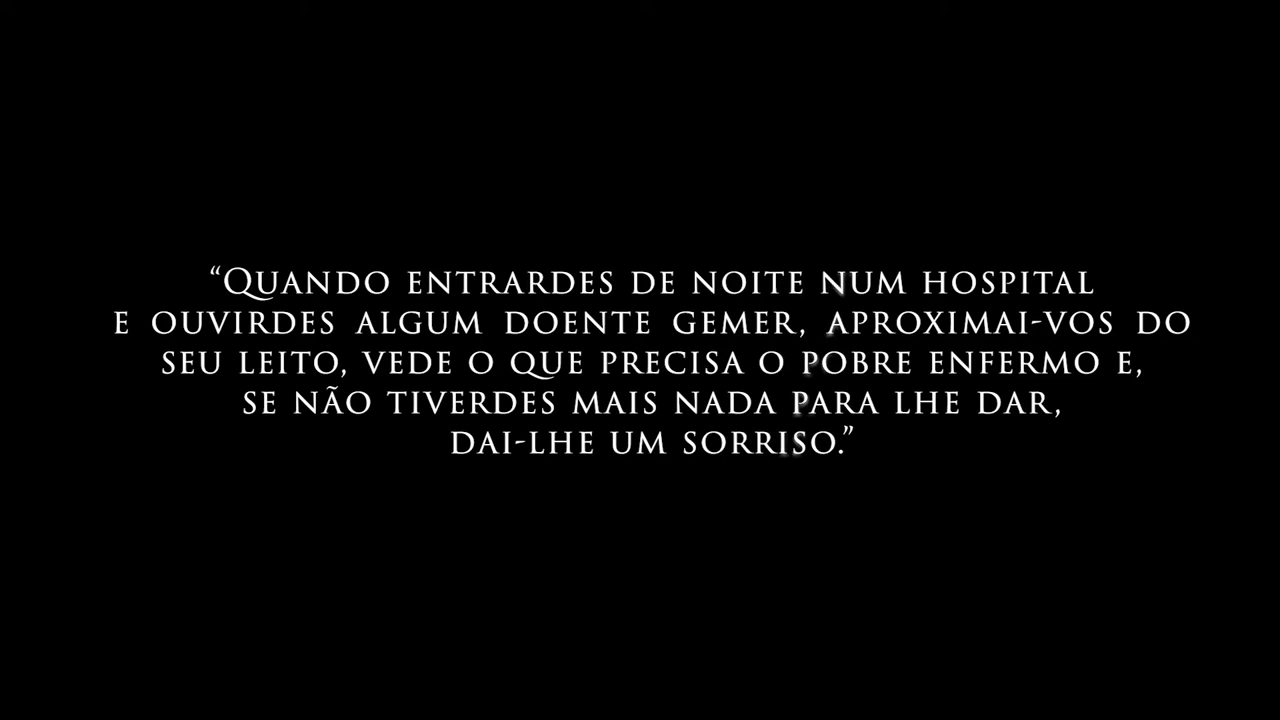 “Quando entrardes de noite num hospital
e ouvirdes algum doente gemer, aproximai-vos do
seu leito, vede o que precisa o pobre enfermo e,
se não tiverdes mais nada para lhe dar,
dai-lhe um sorriso.”